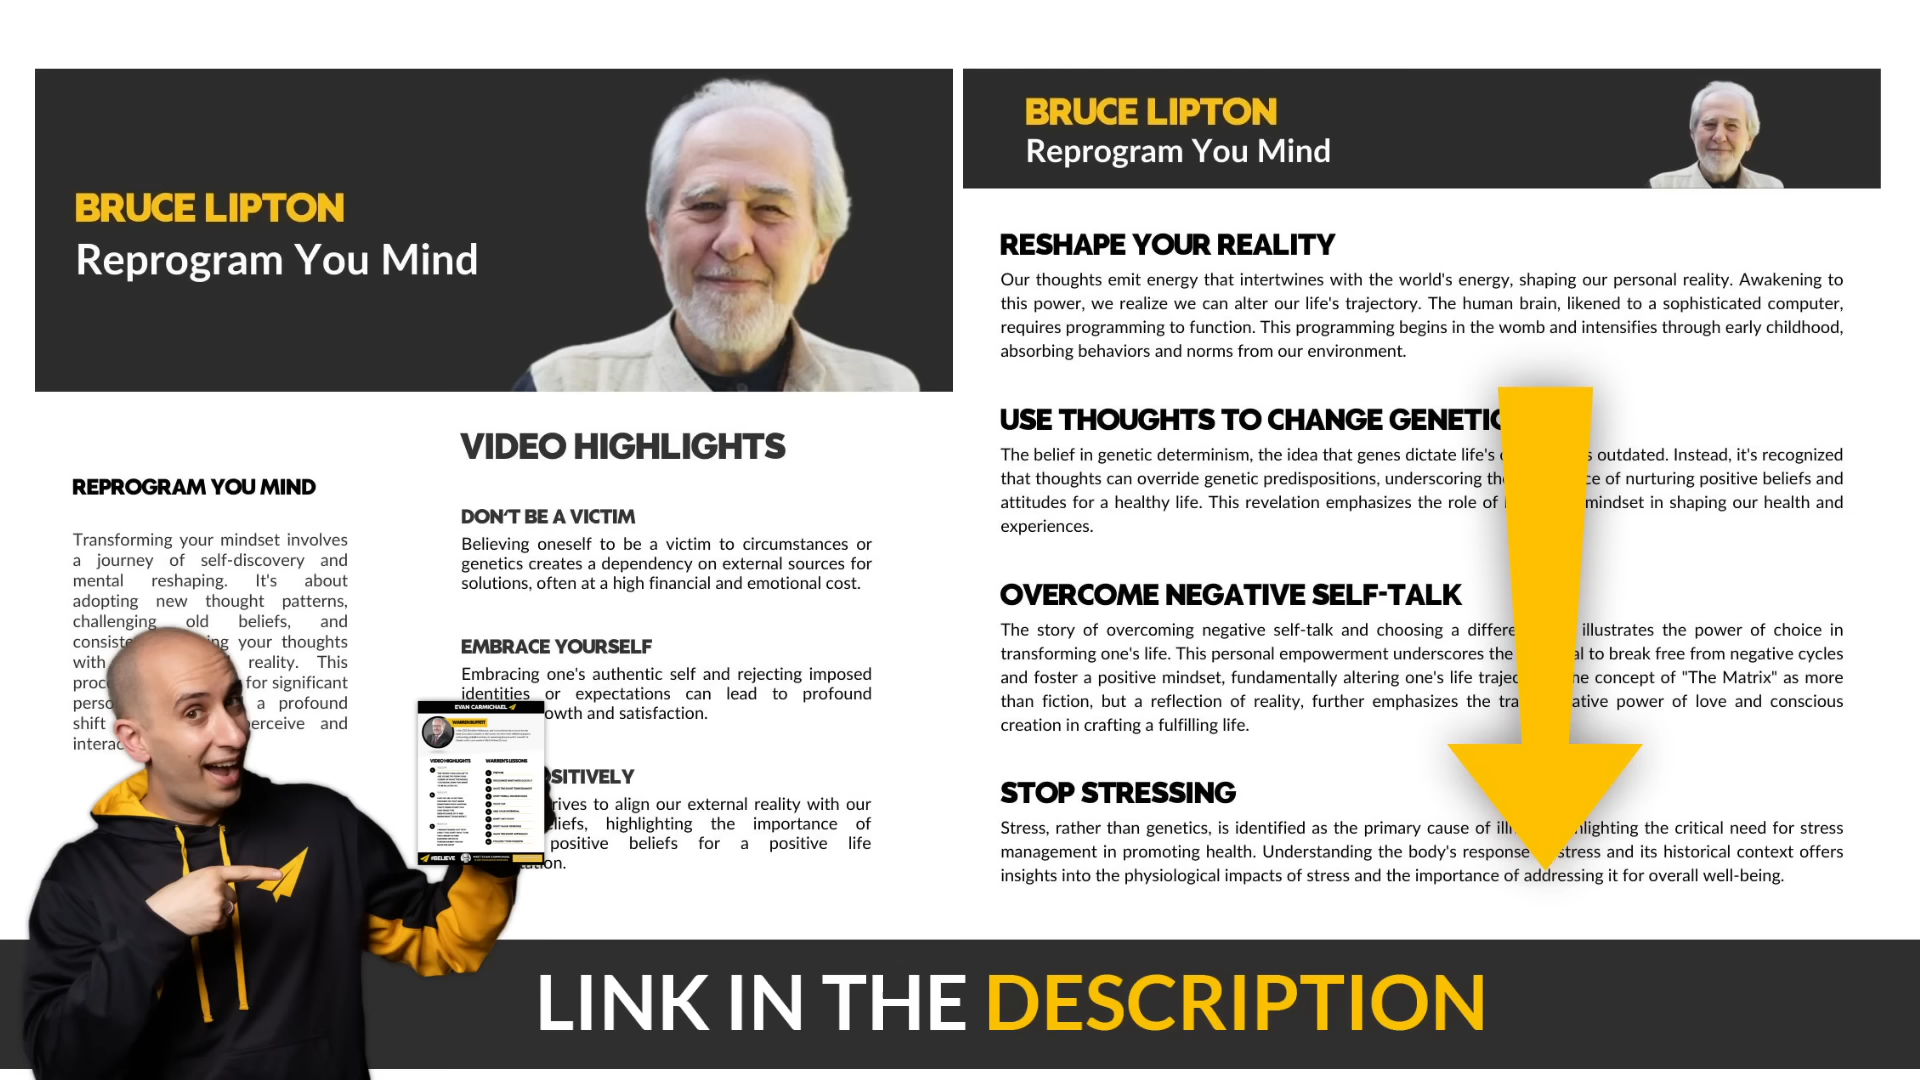 BRUCE LIPTON
Reprogram You Mind
REPROGRAM YOU MIND
Transforming your mindset involves
a journey of self-discovery and
mental reshaping. It's about
adopting new thought patterns,
challenging old beliefs, and
your thoughts
with reality. This
for significant
a profound
shift and
VIDEO HIGHLIGHTS
DON'T BE A VICTIM
Believing oneself to be a victim to circumstances or
genetics creates a dependency on external sources for
solutions, often at a high financial and emotional cost.
EMBRACE YOURSELF
Embracing one's authentic self and rejecting imposed
identities or expectations can lead to profound
and satisfaction.
to align our external reality with our
highlighting the importance of
positive beliefs for a positive life
EVAN CARMICHAEL
WARREN BUFFETT
VIDEO HIGHLIGHTS
WARREN'S LESSONS
#BELIEVE
BRUCE LIPTON
Reprogram You Mind
RESHAPE YOUR REALITY
Our thoughts emit energy that intertwines with the world's energy, shaping our personal reality. Awakening to
this power, we realize we can alter our life's trajectory. The human brain, likened to a sophisticated computer,
requires programming to function. This programming begins in the womb and intensifies through early childhood,
absorbing behaviors and norms from our environment.
USE THOUGHTS TO CHANGE
The belief in genetic determinism, the idea that genes dictate life's outdated. Instead, it's recognized
that thoughts can override genetic predispositions, underscoring of nurturing positive beliefs and
attitudes for a healthy life. This revelation emphasizes the role of mindset in shaping our health and
experiences.
OVERCOME NEGATIVE SELF-TALK
The story of overcoming negative self-talk and choosing a illustrates the power of choice in
transforming one's life. This personal empowerment underscores the to break free from negative cycles
and foster a positive mindset, fundamentally altering one's life concept of "The Matrix" as more
than fiction, but a reflection of reality, further emphasizes the power of love and conscious
creation in crafting a fulfilling life.
STOP STRESSING
Stress, rather than genetics, is identified as the primary cause of the critical need for stress
management in promoting health. Understanding the body's response stress and its historical context offers
insights into the physiological impacts of stress and the importance of addressing it for overall well-being.
LINK IN THE DESCRIPTION